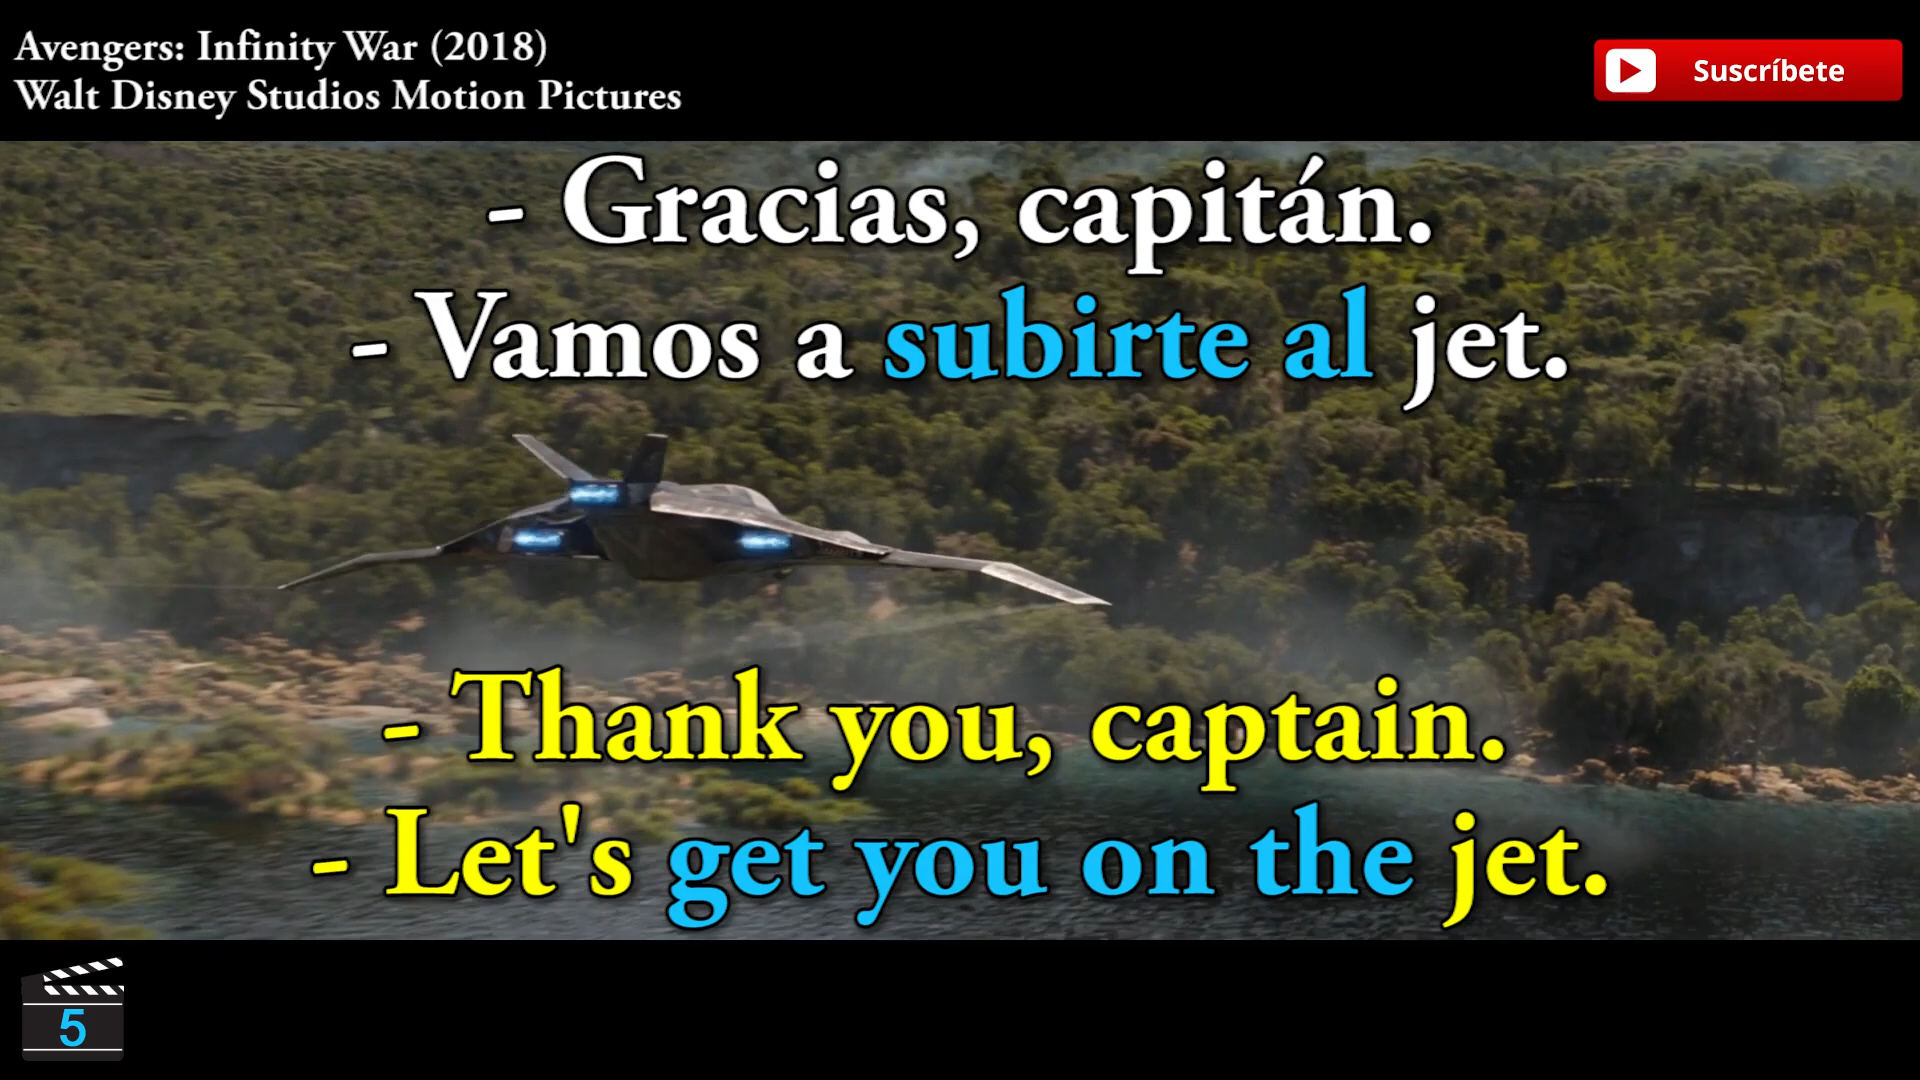 Avengers: Infinity War (2018)
Walt Disney Studios Motion Pictures
Suscríbete
- Gracias, capitán.
- Vamos a subirte al jet.
- Thank you, captain.
- Let's get you on the jet.
5